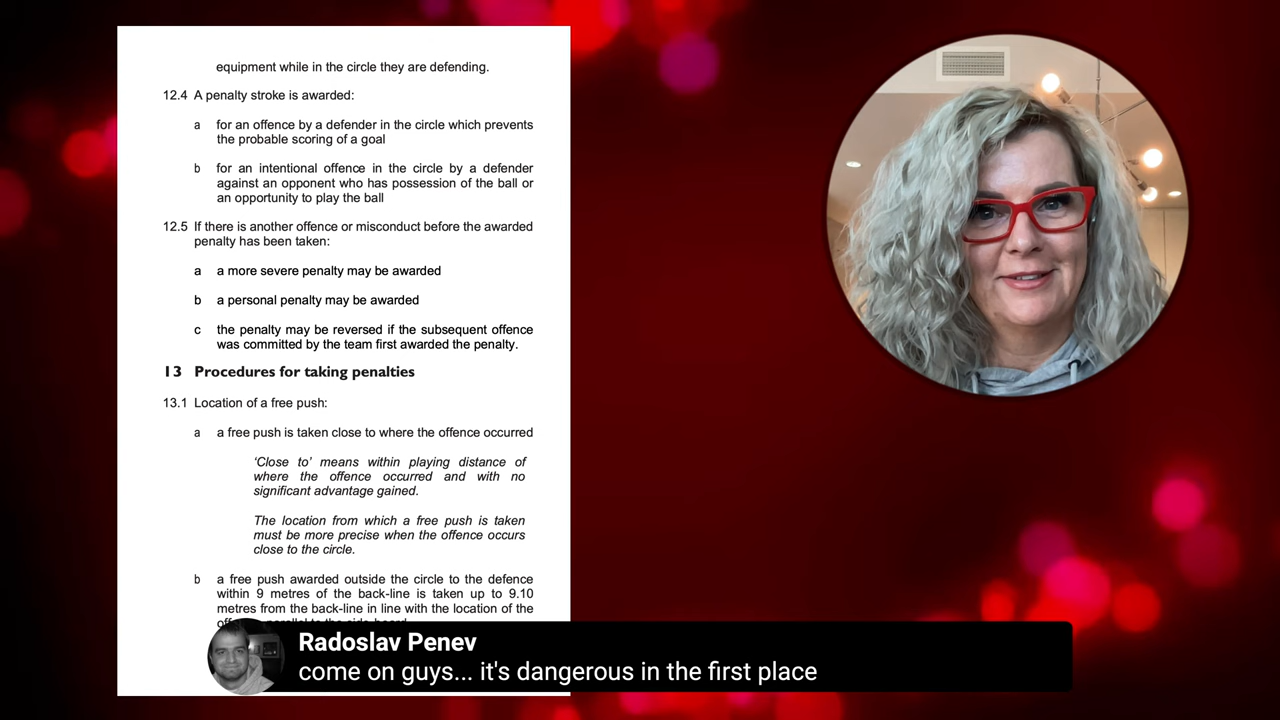 equipment while in the circle they are defending.
12.4 A penalty stroke is awarded:
a for an offence by a defender in the circle which prevents
the probable scoring of a goal
b for an intentional offence in the circle by a defender
against an opponent who has possession of the ball or
an opportunity to play the ball
12.5 If there is another offence or misconduct before the awarded
penalty has been taken:
a a more severe penalty may be awarded
b a personal penalty may be awarded
c the penalty may be reversed if the subsequent offence
was committed by the team first awarded the penalty.
13 Procedures for taking penalties
13.1 Location of a free push:
a a free push is taken close to where the offence occurred
‘Close to’ means within playing distance of
where the offence occurred and with no
significant advantage gained.
The location from which a free push is taken
must be more precise when the offence occurs
close to the circle.
b a free push awarded outside the circle to the defence
within 9 metres of the back-line is taken up to 9.10
metres from the back-line in line with the location of the
Radoslav Penev
come on guys... it's dangerous in the first place